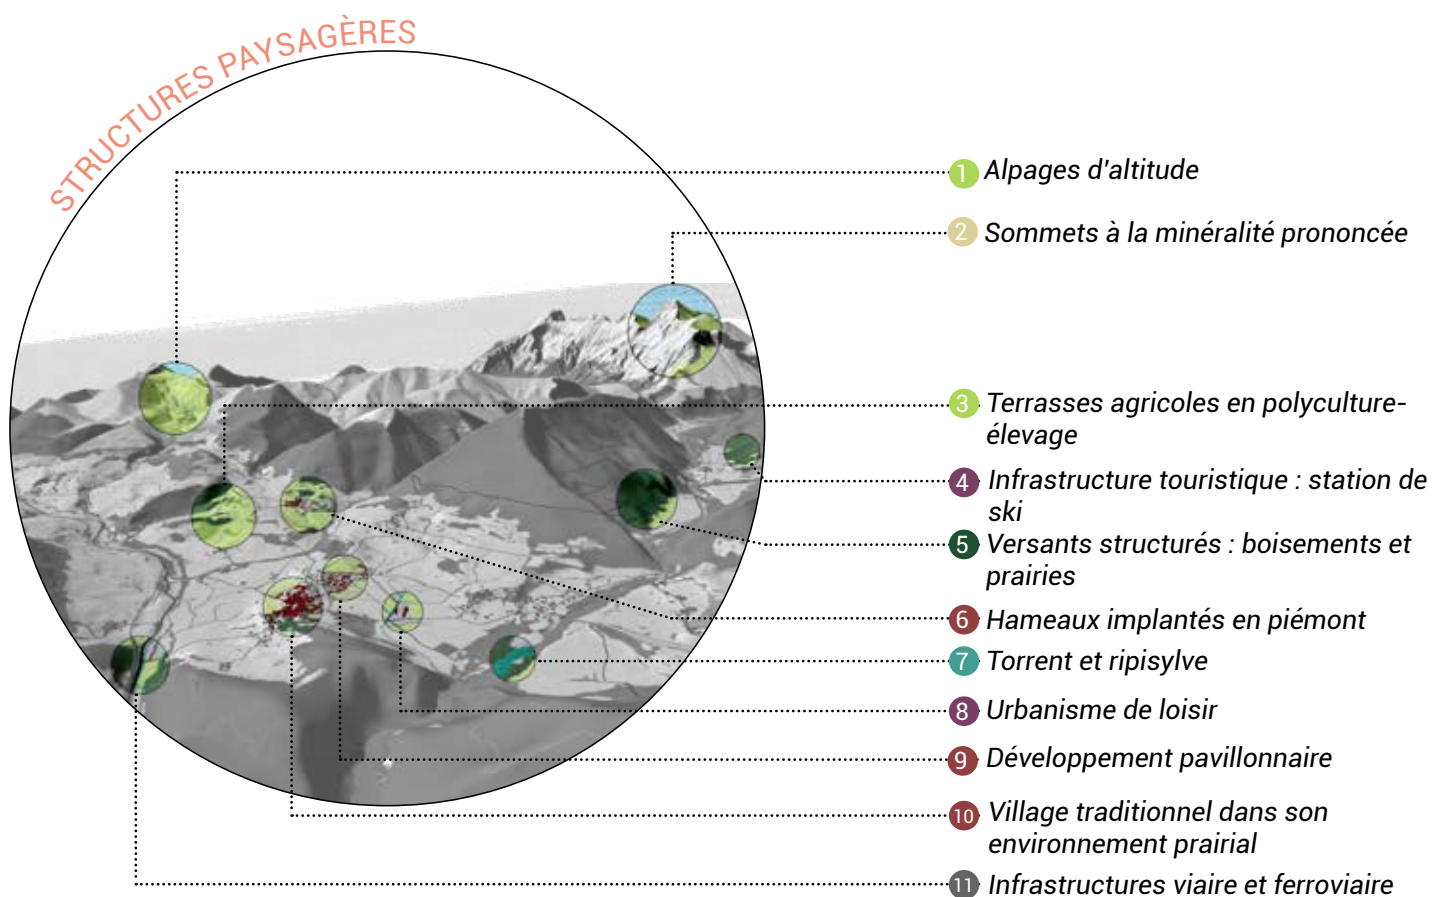 STRUCTURES PAYSAGÈRES
1 Alpages d'altitude
2 Sommets à la minéralité prononcée
3 Terrasses agricoles en polyculture-
élevage
4 Infrastructure touristique : station de
ski
5 Versants structurés : boisements et
prairies
6 Hameaux implantés en piémont
7 Torrent et ripisylve
8 Urbanisme de loisir
9 Développement pavillonnaire
10 Village traditionnel dans son
environnement prairial
11 Infrastructures viaire et ferroviaire